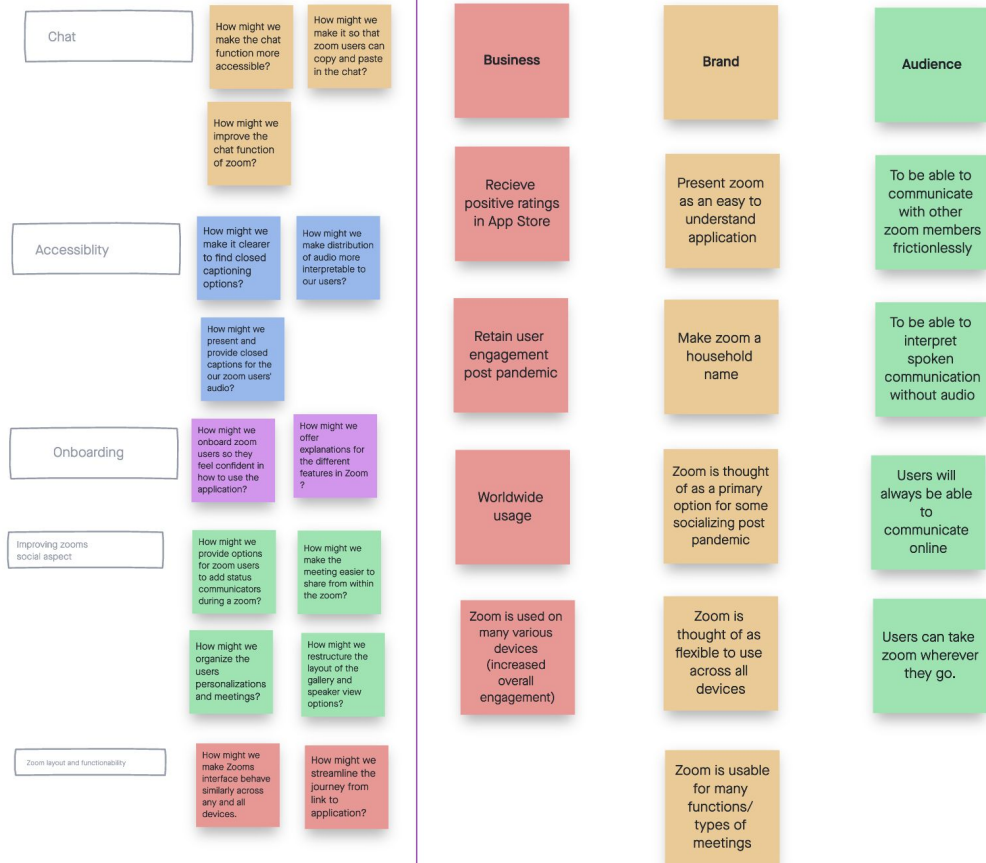 Chat
How might we
make the chat
function more
accessible?
How might we
make it so that
zoom users can
copy and paste
in the chat?
How might we
improve the
chat function
of zoom?
Accessiblity
How might we
make it clearer
to find closed
captioning
options?
How might we
make distribution
of audio more
interpretable to
our users?
How might we
present and
provide closed
captions for the
our zoom users'
audio?
Onboarding
How might we
onboard zoom
users so they
feel confident in
how to use the
application?
How might we
offer
explanations for
the different
features in Zoom
?
Improving zooms
social aspect
How might we
provide options
for zoom users
to add status
communicators
during a zoom?
How might we
make the
meeting easier to
share from within
the zoom?
How might we
organize the
users
personalizations
and meetings?
How might we
restructure the
layout of the
gallery and
speaker view
options?
Zoom layout and functionability
How might we
make Zooms
interface behave
similarly across
any and all
devices.
How might we
streamline the
journey from
link to
application?
Business
Recieve
positive ratings
in App Store
Retain user
engagement
post pandemic
Worldwide
usage
Zoom is used on
many various
devices
(increased
overall
engagement)
Brand
Present zoom
as an easy to
understand
application
Make zoom a
household
name
Zoom is thought
of as a primary
option for some
socializing post
pandemic
Zoom is
thought of as
flexible to use
across all
devices
Zoom is usable
for many
functions/
types of
meetings
Audience
To be able to
communicate
with other
zoom members
frictionlessly
To be able to
interpret
spoken
communication
without audio
Users will
always be able
to
communicate
online
Users can take
zoom wherever
they go.